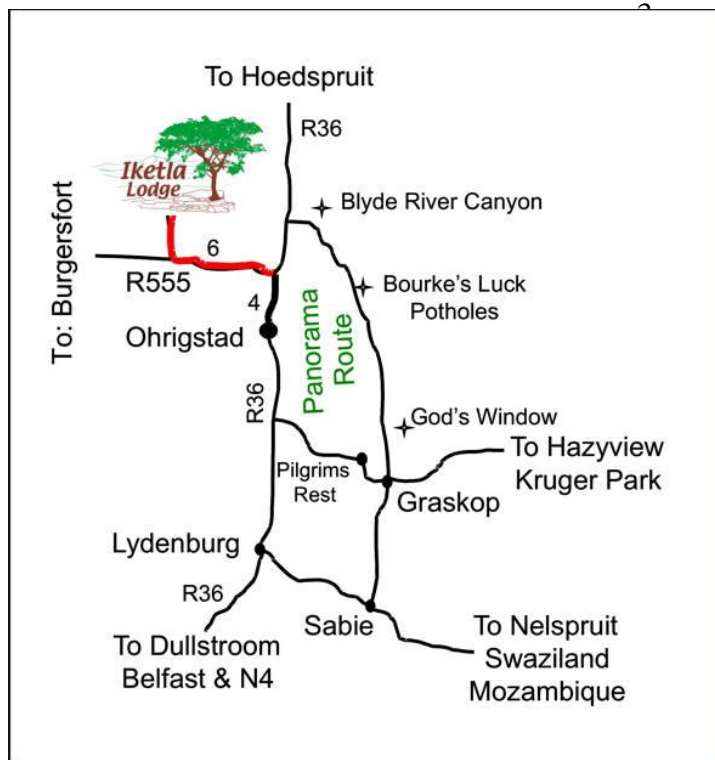 To Hoedspruit
R36
Iketla
Lodge
Blyde River Canyon
To: Burgersfort
6
R555
4
Bourke's Luck
Potholes
Ohrigstad
Panorama
Route
R36
God's Window
To Hazyview
Kruger Park
Pilgrims
Rest
Graskop
Lydenburg
R36
Sabie
To Dullstroom
Belfast & N4
To Nelspruit
Swaziland
Mozambique